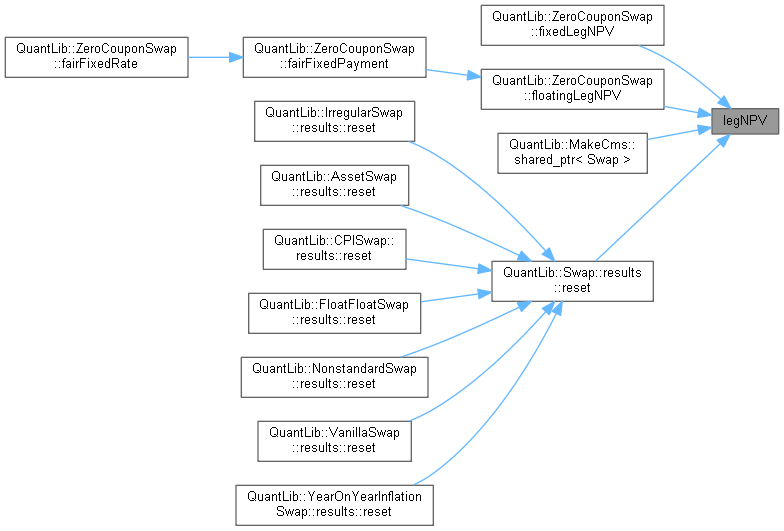 QuantLib::ZeroCouponSwap
::fixedLegNPV
QuantLib::ZeroCouponSwap
::fairFixedRate
QuantLib::ZeroCouponSwap
::fairFixedPayment
QuantLib::ZeroCouponSwap
::floatingLegNPV
legNPV
QuantLib::IrregularSwap
::results::reset
QuantLib::MakeCms::
shared_ptr< Swap >
QuantLib::AssetSwap
::results::reset
QuantLib::CPISwap::
results::reset
QuantLib::Swap::results
::reset
QuantLib::FloatFloatSwap
::results::reset
QuantLib::NonstandardSwap
::results::reset
QuantLib::VanillaSwap
::results::reset
QuantLib::YearOnYearInflation
Swap::results::reset